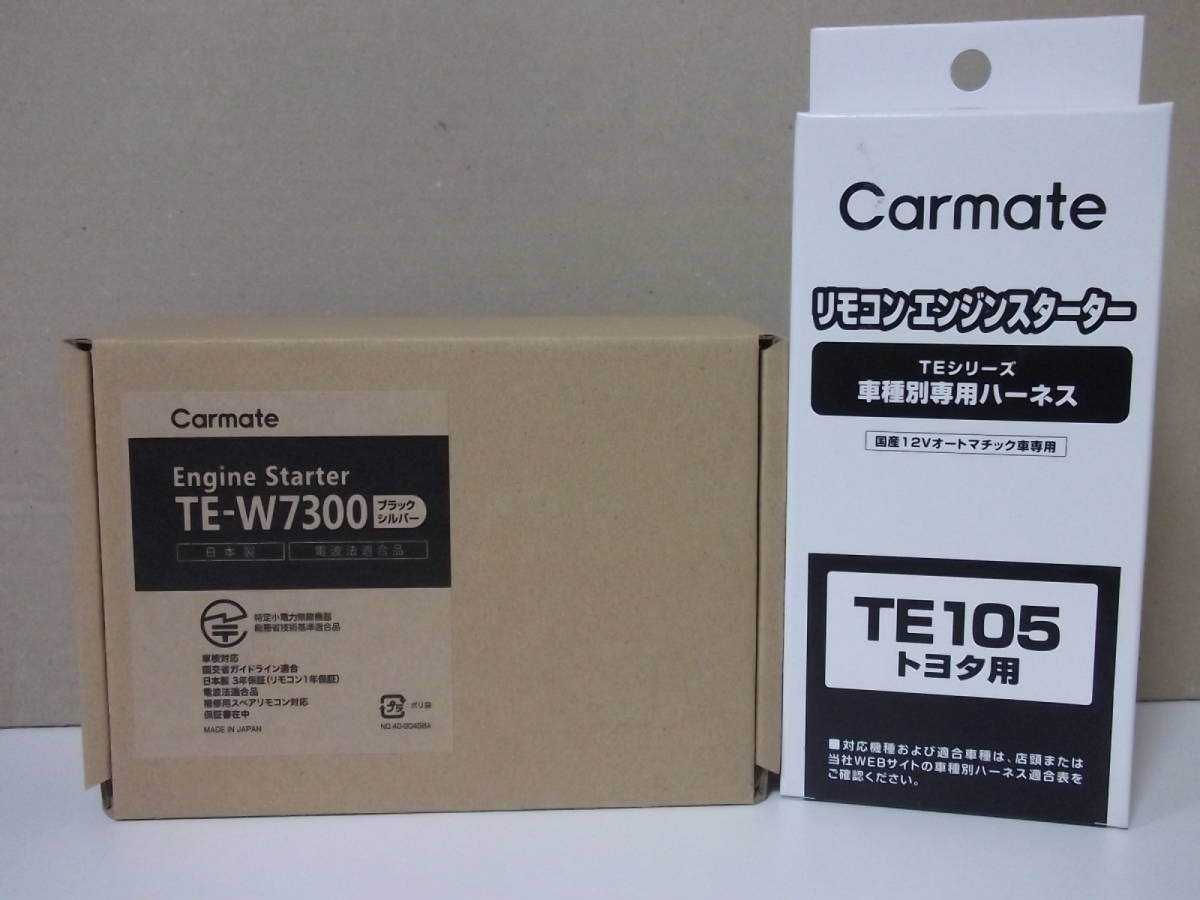 Carmate
Engine Starter
TE-W7300
ブラック
シルバー
日本製
電波法適合品
特定小電力無線機器
総務省技術基準適合品
車検対応
国交省ガイドライン適合
日本製 3年保証(リモコン1年保証)
電波法適合品
補修用スペアリモコン対応
保証書在中
MADE IN JAPAN
プラ
ポリ袋
Carmate
リモコンエンジンスターター
TEシリーズ
車種別専用ハーネス
国産12Vオートマチック車専用
TE105
トヨタ用
■対応機種および適合車種は、店頭または
当社WEBサイトの車種別ハーネス適合表を
ご確認ください。